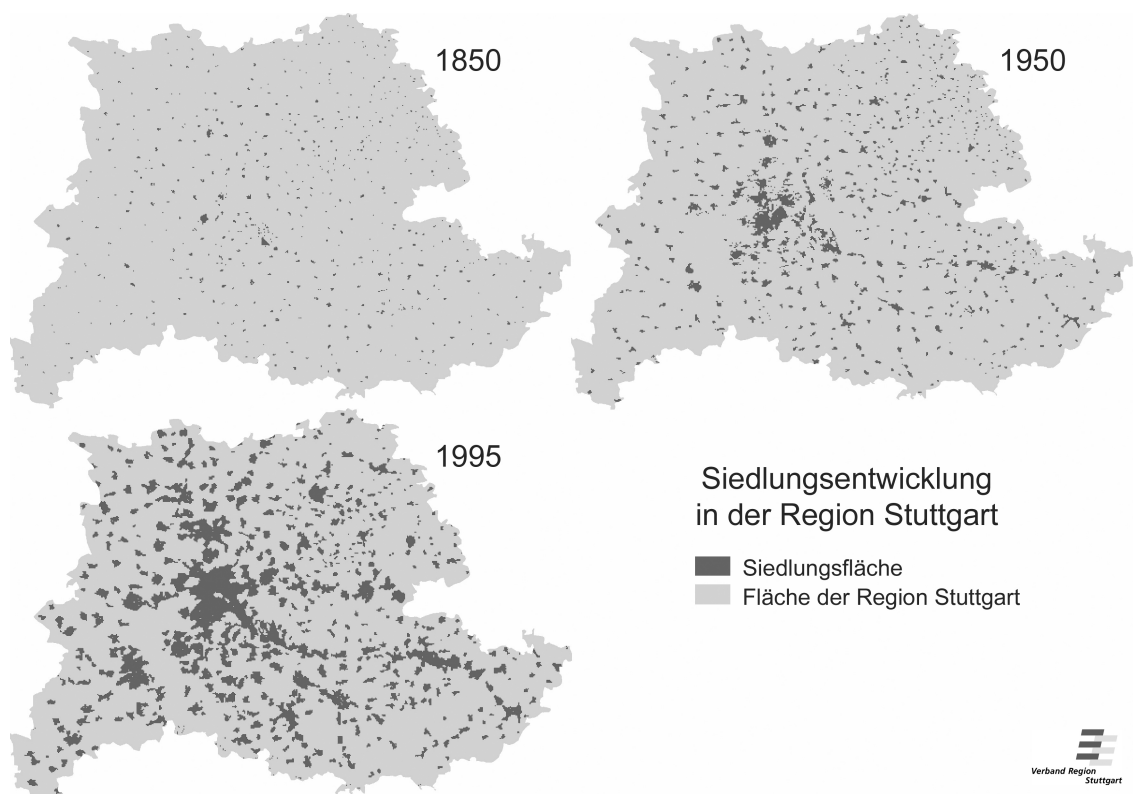 1850
1950
1995
Siedlungsentwicklung
in der Region Stuttgart
Siedlungsfläche
Fläche der Region Stuttgart
Verband Region
Stuttgart